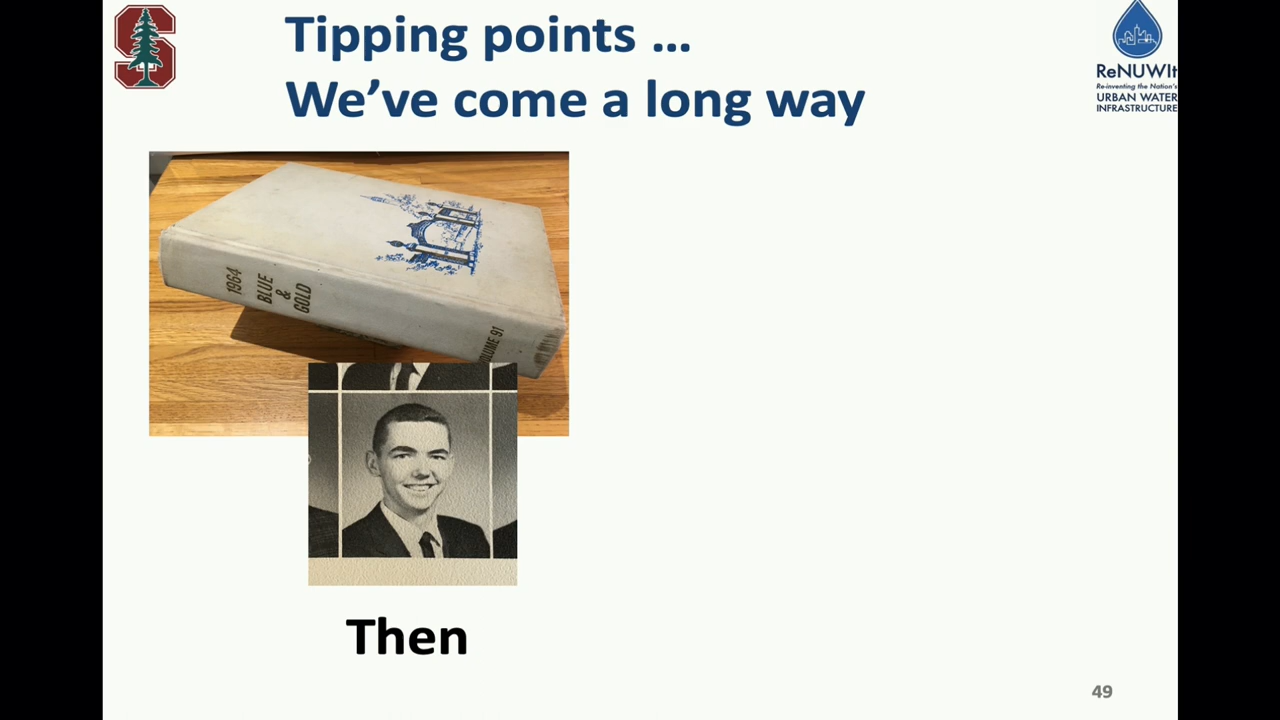 Tipping points ...
We've come a long way
S
ReNUWIt
Re-inventing the Nation's
URBAN WATER
INFRASTRUCTURE
1964
BLUE
&
GOLD
VOLUME 91
Then
49